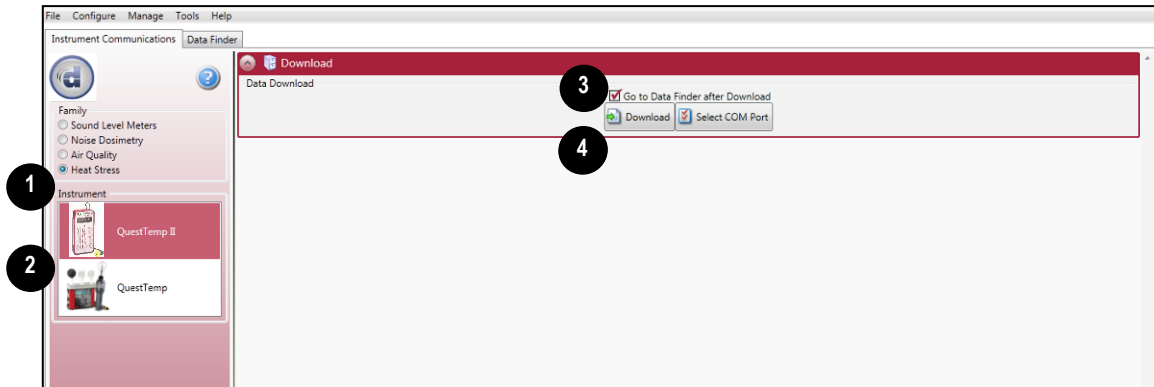 File Configure Manage Tools Help
Instrument Communications Data Finder
d
?
Family
Sound Level Meters
Noise Dosimetry
Air Quality
Heat Stress
1
Instrument
QuestTemp II
2
QuestTemp
Download
Data Download
3
Go to Data Finder after Download
Download Select COM Port
4